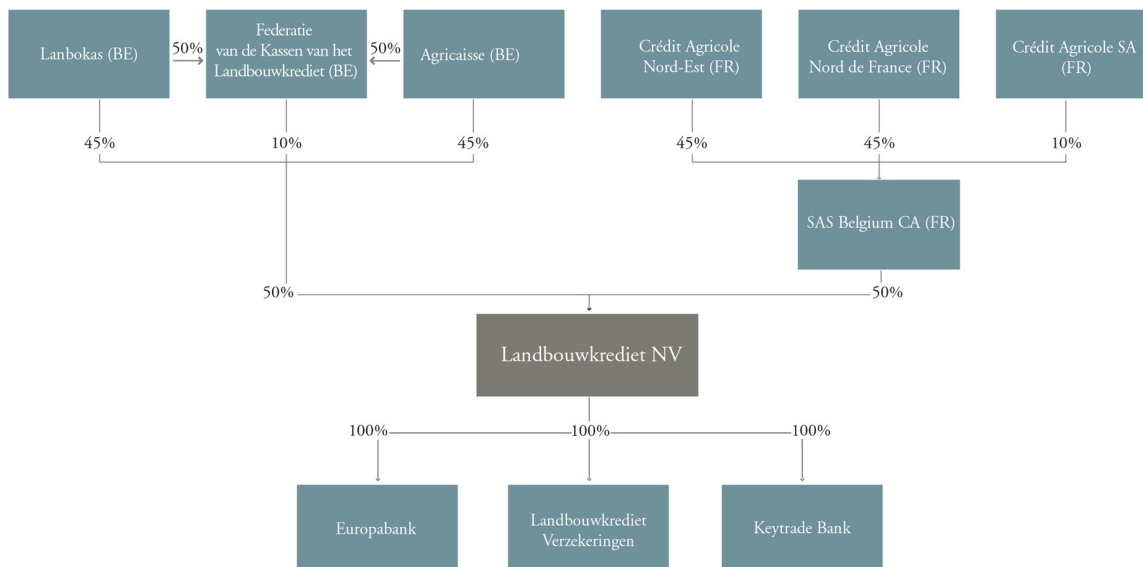 Lanbokas (BE)
50%
Federatie
van de Kassen van het
Landbouwkrediet (BE)
50%
Agricaisse (BE)
Crédit Agricole
Nord-Est (FR)
Crédit Agricole
Nord de France (FR)
Crédit Agricole SA
(FR)
45%
10%
45%
45%
45%
10%
SAS Belgium CA (FR)
50%
50%
Landbouwkrediet NV
100%
100%
100%
Europabank
Landbouwkrediet
Verzekeringen
Keytrade Bank